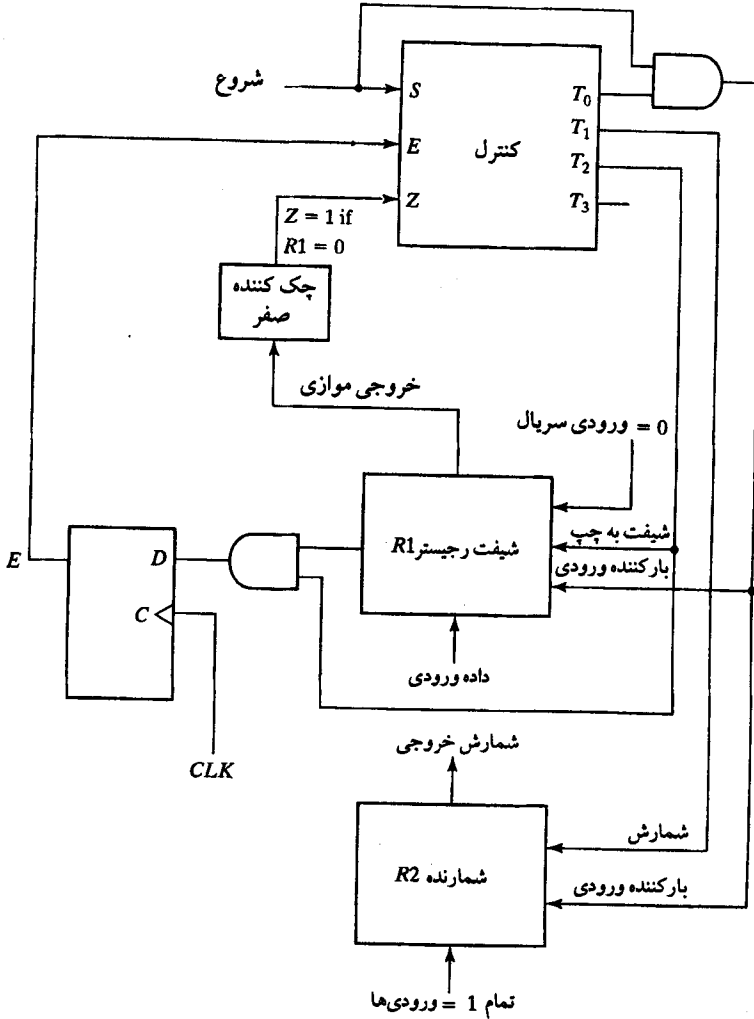 شروع
S
E
Z
کنترل
T0
T1
T2
T3
Z = 1 if
R1 = 0
چک کننده
صفر
خروجی موازی
ورودی سریال = 0
شیفت رجیستر R1
شیفت به چپ
بارکننده ورودی
داده ورودی
E
D
C
CLK
شمارش خروجی
شمارنده R2
شمارش
بارکننده ورودی
تمام ورودی‌ها = 1